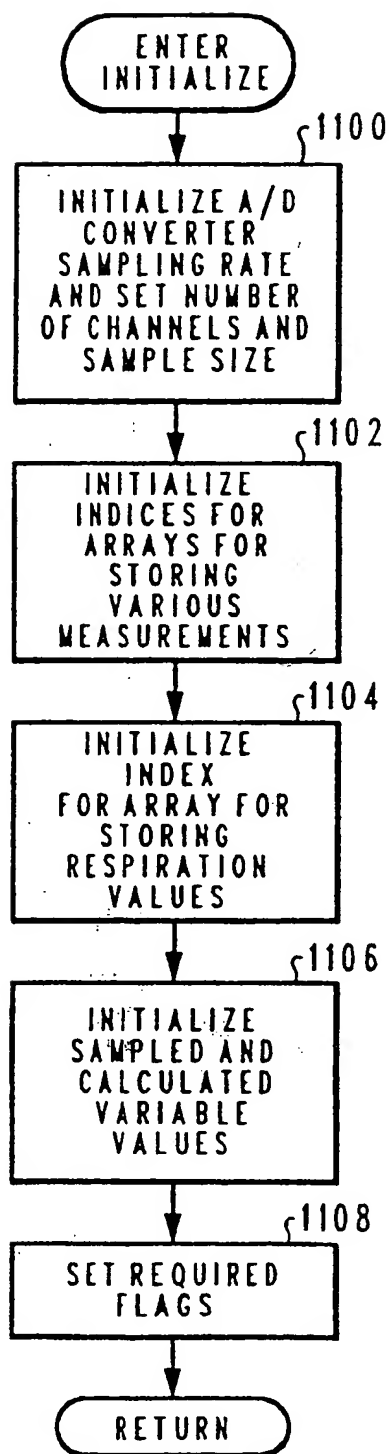 ENTER
INITIALIZE
1100
INITIALIZE A/D
CONVERTER
SAMPLING RATE
AND SET NUMBER
OF CHANNELS AND
SAMPLE SIZE
1102
INITIALIZE
INDICES FOR
ARRAYS FOR
STORING
VARIOUS
MEASUREMENTS
1104
INITIALIZE
INDEX
FOR ARRAY FOR
STORING
RESPIRATION
VALUES
1106
INITIALIZE
SAMPLED AND
CALCULATED
VARIABLE
VALUES
1108
SET REQUIRED
FLAGS
RETURN